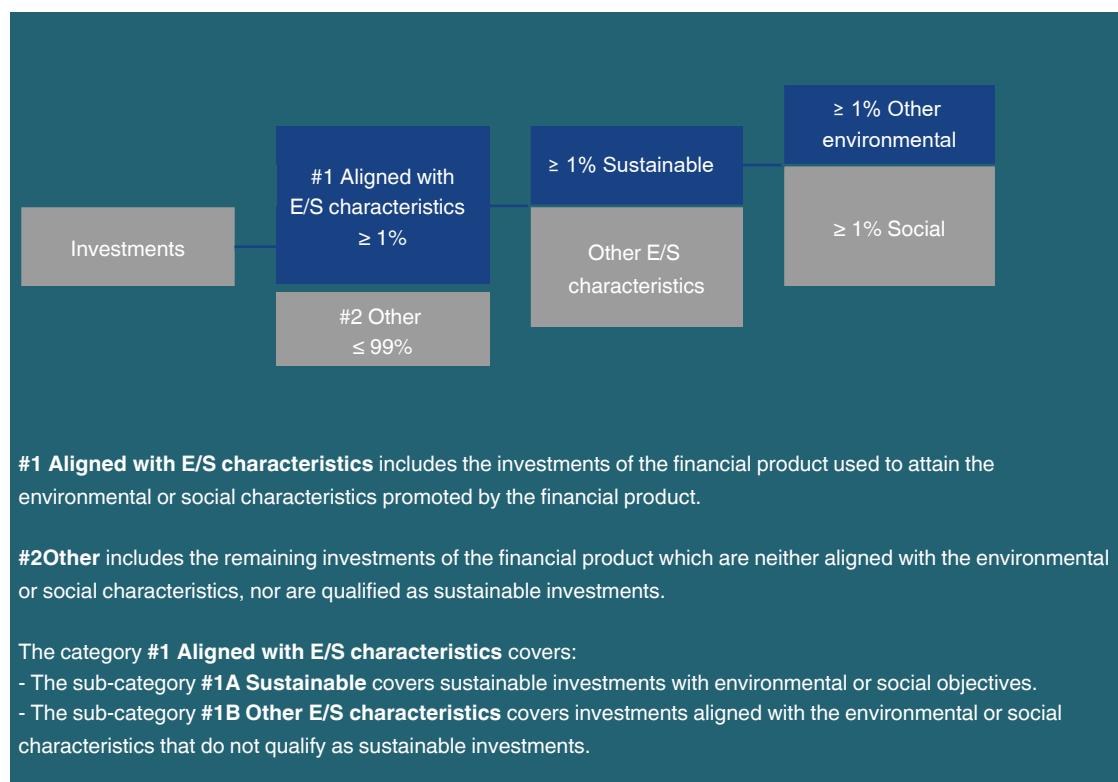 Investments
#1 Aligned with
E/S characteristics
≥ 1%
#2 Other
≤ 99%
≥ 1% Sustainable
Other E/S
characteristics
≥ 1% Other
environmental
≥ 1% Social
#1 Aligned with E/S characteristics includes the investments of the financial product used to attain the
environmental or social characteristics promoted by the financial product.
#2Other includes the remaining investments of the financial product which are neither aligned with the environmental
or social characteristics, nor are qualified as sustainable investments.
The category #1 Aligned with E/S characteristics covers:
- The sub-category #1A Sustainable covers sustainable investments with environmental or social objectives.
- The sub-category #1B Other E/S characteristics covers investments aligned with the environmental or social
characteristics that do not qualify as sustainable investments.